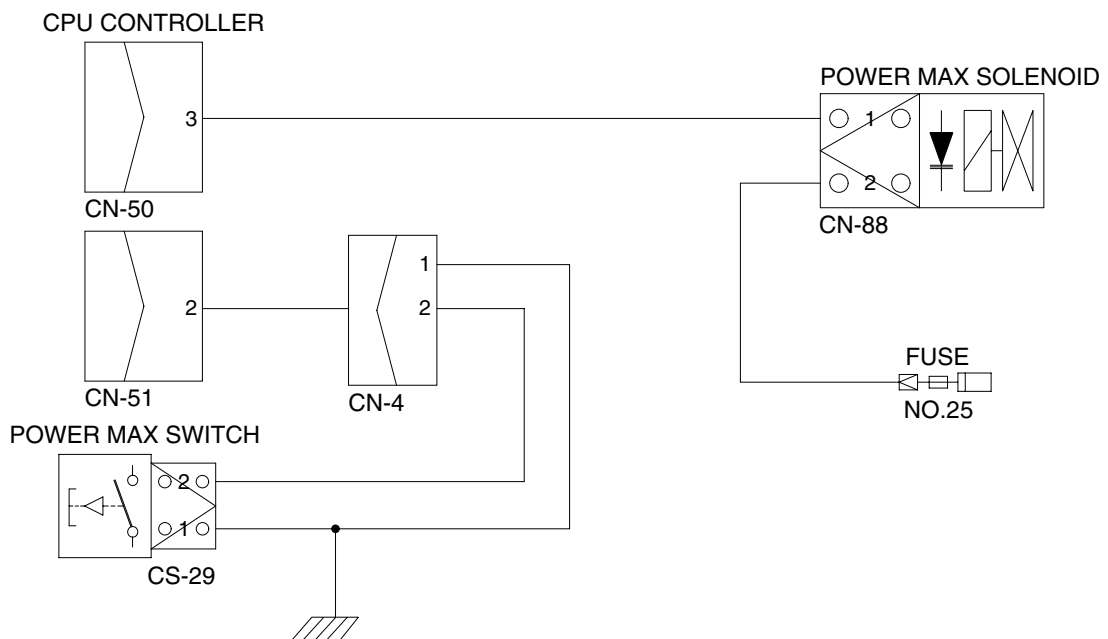 CPU CONTROLLER
3
CN-50
POWER MAX SOLENOID
1
2
CN-88
2
CN-51
1
2
CN-4
FUSE
NO.25
POWER MAX SWITCH
2
1
CS-29